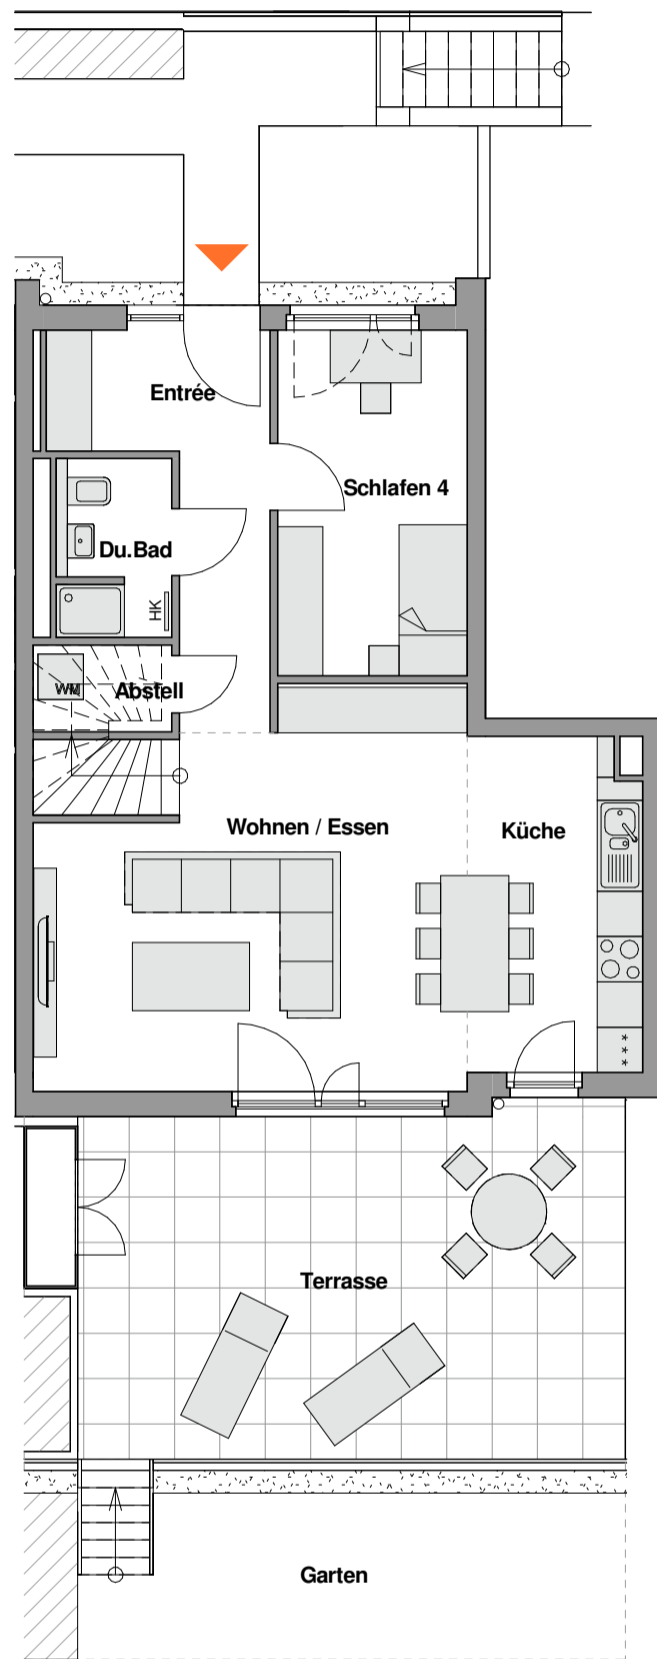 Entrée
Schlafen 4
Du.Bad
HK
WM
Abstell
Wohnen / Essen
Küche
***
Terrasse
Garten